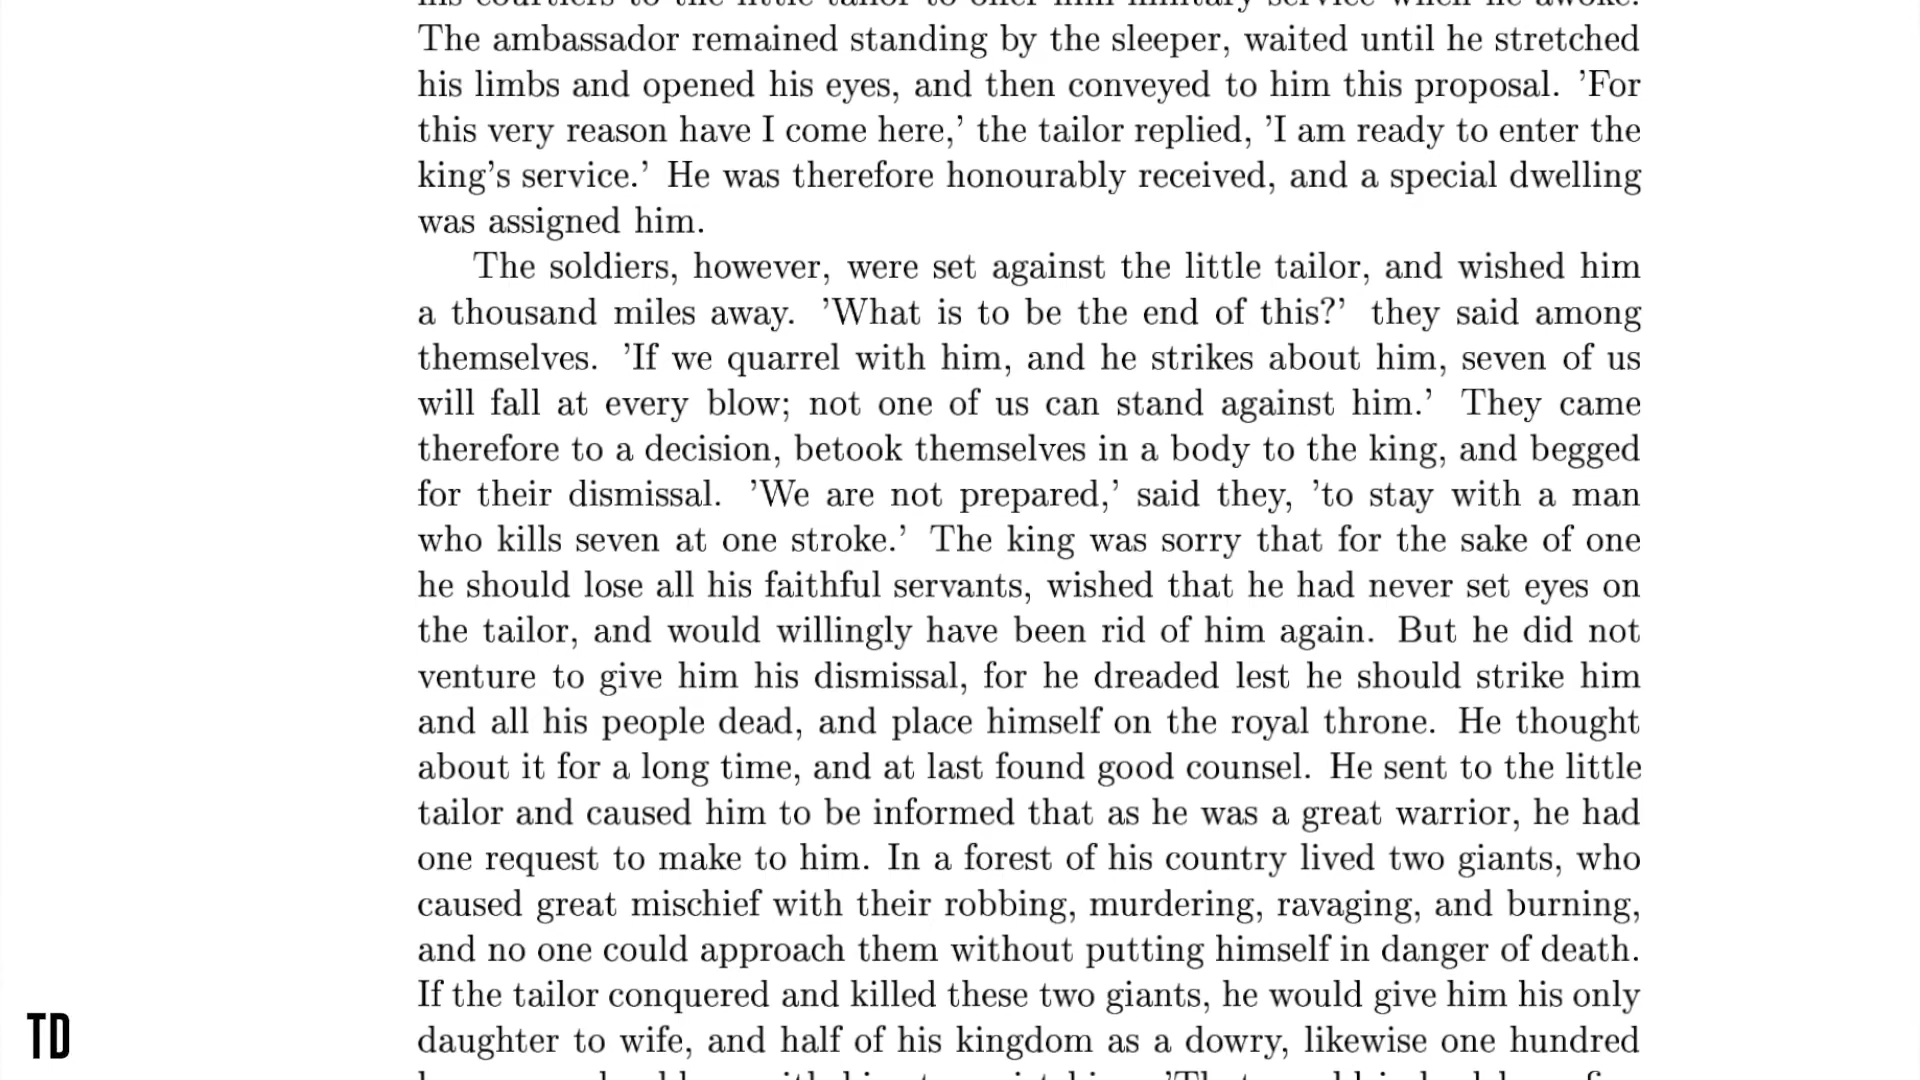 his courtiers to the little tailor to offer him military service when he awoke.
The ambassador remained standing by the sleeper, waited until he stretched
his limbs and opened his eyes, and then conveyed to him this proposal. ’For
this very reason have I come here,’ the tailor replied, ’I am ready to enter the
king’s service.’ He was therefore honourably received, and a special dwelling
was assigned him.
The soldiers, however, were set against the little tailor, and wished him
a thousand miles away. ’What is to be the end of this?’ they said among
themselves. ’If we quarrel with him, and he strikes about him, seven of us
will fall at every blow; not one of us can stand against him.’ They came
therefore to a decision, betook themselves in a body to the king, and begged
for their dismissal. ’We are not prepared,’ said they, ’to stay with a man
who kills seven at one stroke.’ The king was sorry that for the sake of one
he should lose all his faithful servants, wished that he had never set eyes on
the tailor, and would willingly have been rid of him again. But he did not
venture to give him his dismissal, for he dreaded lest he should strike him
and all his people dead, and place himself on the royal throne. He thought
about it for a long time, and at last found good counsel. He sent to the little
tailor and caused him to be informed that as he was a great warrior, he had
one request to make to him. In a forest of his country lived two giants, who
caused great mischief with their robbing, murdering, ravaging, and burning,
and no one could approach them without putting himself in danger of death.
If the tailor conquered and killed these two giants, he would give him his only
daughter to wife, and half of his kingdom as a dowry, likewise one hundred
TD